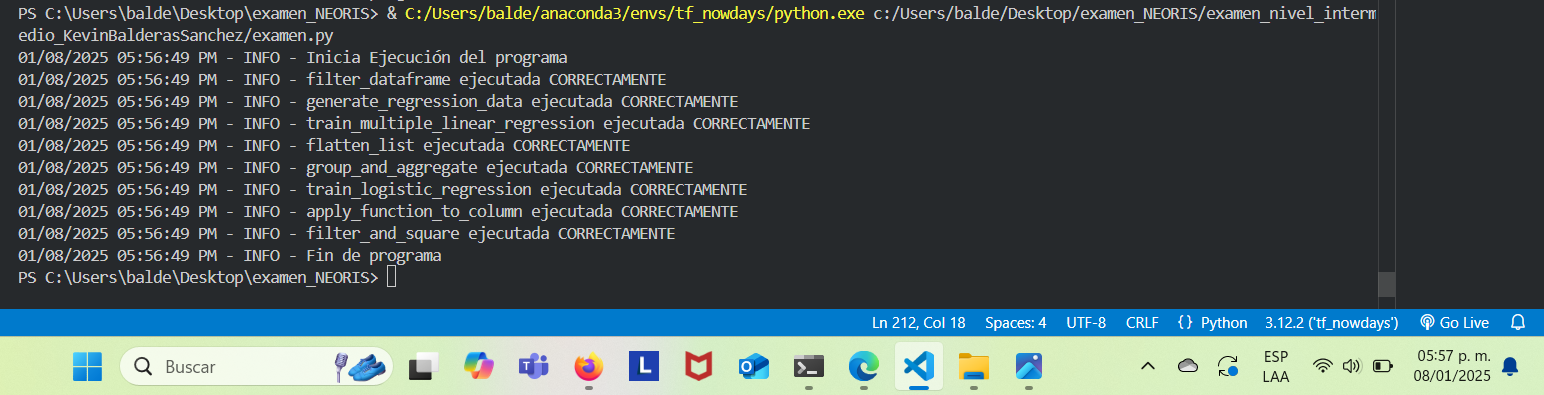 PS C:\Users\balde\Desktop\examen_NEORIS> & C:/Users/balde/anaconda3/envs/tf_nowdays/python.exe c:/Users/balde/Desktop/examen_NEORIS/examen_nivel_interm
edio_KevinBalderasSanchez/examen.py
01/08/2025 05:56:49 PM - INFO - Inicia Ejecución del programa
01/08/2025 05:56:49 PM - INFO - filter_dataframe ejecutada CORRECTAMENTE
01/08/2025 05:56:49 PM - INFO - generate_regression_data ejecutada CORRECTAMENTE
01/08/2025 05:56:49 PM - INFO - train_multiple_linear_regression ejecutada CORRECTAMENTE
01/08/2025 05:56:49 PM - INFO - flatten_list ejecutada CORRECTAMENTE
01/08/2025 05:56:49 PM - INFO - group_and_aggregate ejecutada CORRECTAMENTE
01/08/2025 05:56:49 PM - INFO - train_logistic_regression ejecutada CORRECTAMENTE
01/08/2025 05:56:49 PM - INFO - apply_function_to_column ejecutada CORRECTAMENTE
01/08/2025 05:56:49 PM - INFO - filter_and_square ejecutada CORRECTAMENTE
01/08/2025 05:56:49 PM - INFO - Fin de programa
PS C:\Users\balde\Desktop\examen_NEORIS>
Ln 212, Col 18 Spaces: 4 UTF-8 CRLF {} Python 3.12.2 ('tf_nowdays') Go Live
Buscar
L
ESP
LAA
05:57 p. m.
08/01/2025